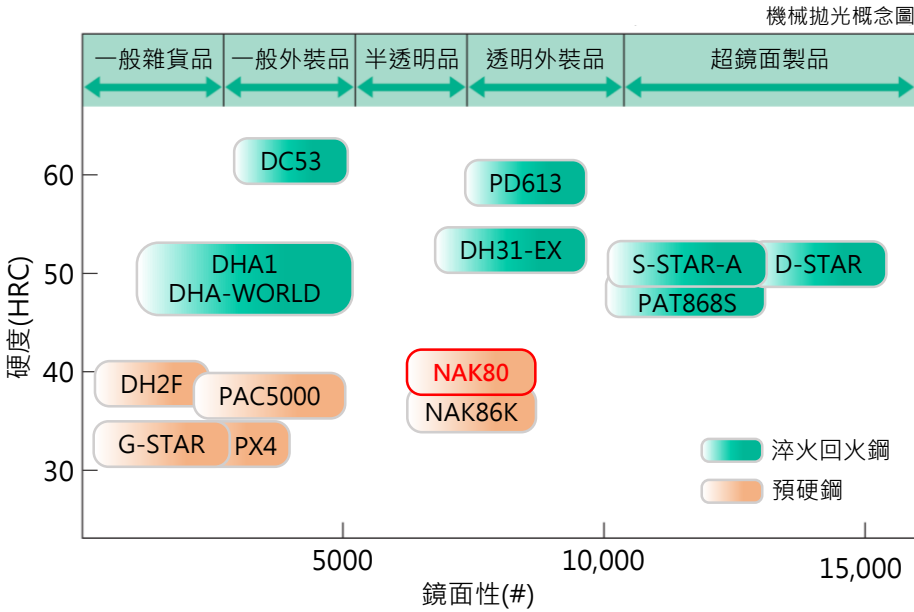 機械拋光概念圖
一般雜貨品 一般外裝品 半透明品 透明外裝品 超鏡面製品
硬度(HRC)
60
50
40
30
DC53
PD613
DHA1
DHA-WORLD
DH31-EX
S-STAR-A
D-STAR
PAT868S
DH2F
PAC5000
NAK80
NAK86K
G-STAR
PX4
淬火回火鋼
預硬鋼
5000 10,000 15,000
鏡面性(#)